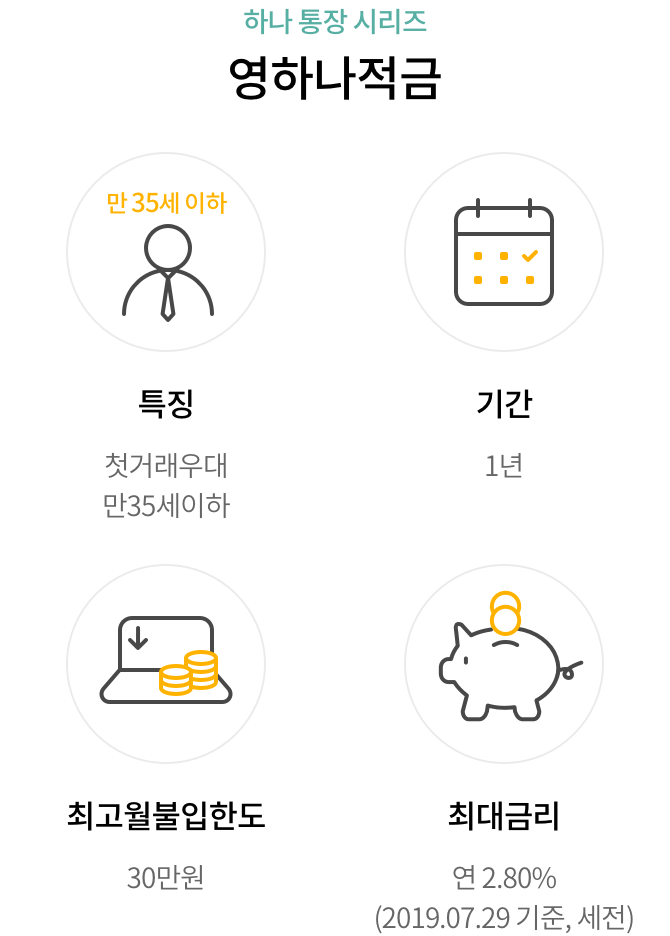 하나 통장 시리즈
영하나적금
만 35세 이하
특징
첫거래우대
만35세이하
기간
1년
최고월불입한도
30만원
최대금리
연 2.80%
(2019.07.29 기준, 세전)